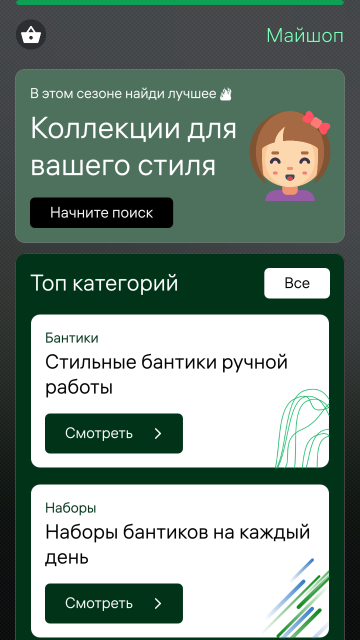 Майшоп
В этом сезоне найди лучшее
Коллекции для
вашего стиля
Начните поиск
Топ категорий
Все
Бантики
Стильные бантики ручной
работы
Смотреть
Наборы
Наборы бантиков на каждый
день
Смотреть